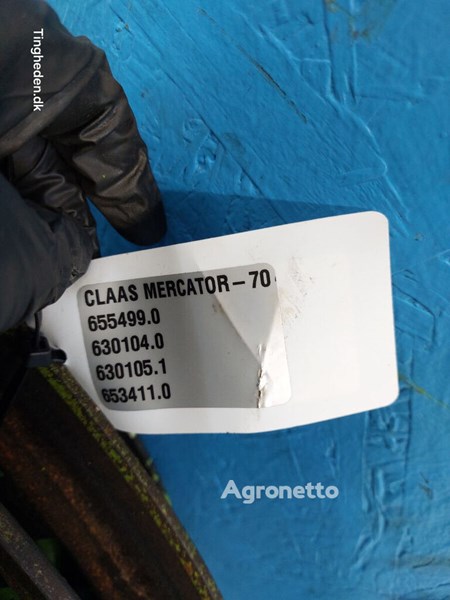 Tingheden.dk
CLAAS MERCATOR-70
655499.0
630104.0
630105.1
653411.0
Agronetto